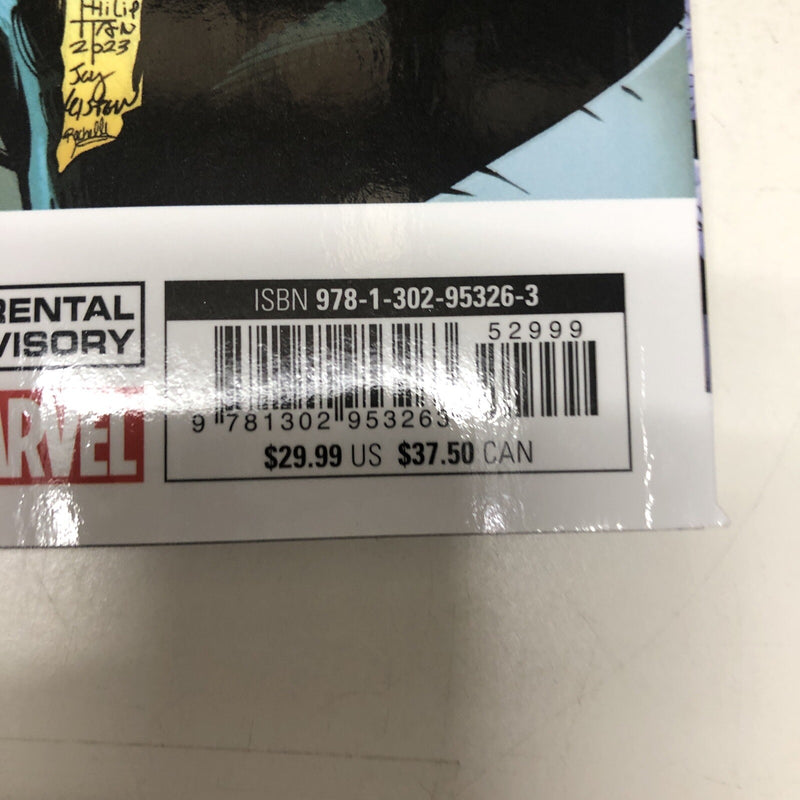 PHILIP
TAN
2023
Jay
RENTAL
VISORY
ARVEL
ISBN 978-1-302-95326-3
52999
9 781302 953263
$29.99 US $37.50 CAN